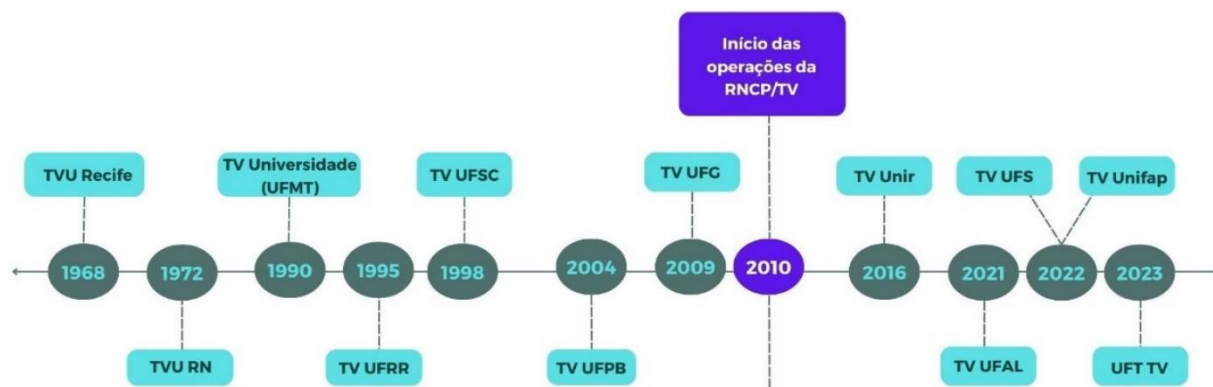 Início das
operações da
RNCP/TV
TVU Recife
TV Universidade
(UFMT)
TV UFSC
TV UFG
TV Unir
TV UFS
TV Unifap
1968
1972
1990
1995
1998
2004
2009
2010
2016
2021
2022
2023
TVU RN
TV UFRR
TV UFPB
TV UFAL
UFT TV